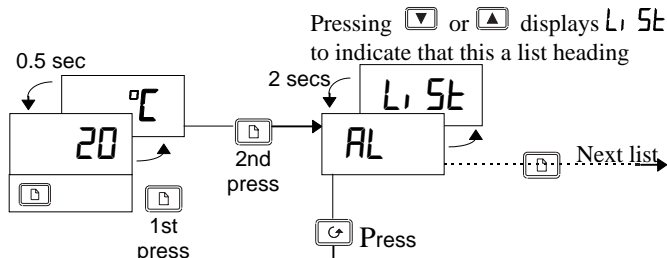 Pressing ▼ or ▲ displays Li St
to indicate that this a list heading
0.5 sec
2 secs
°C
20
Li St
AL
2nd
press
Next list
1st
press
Press